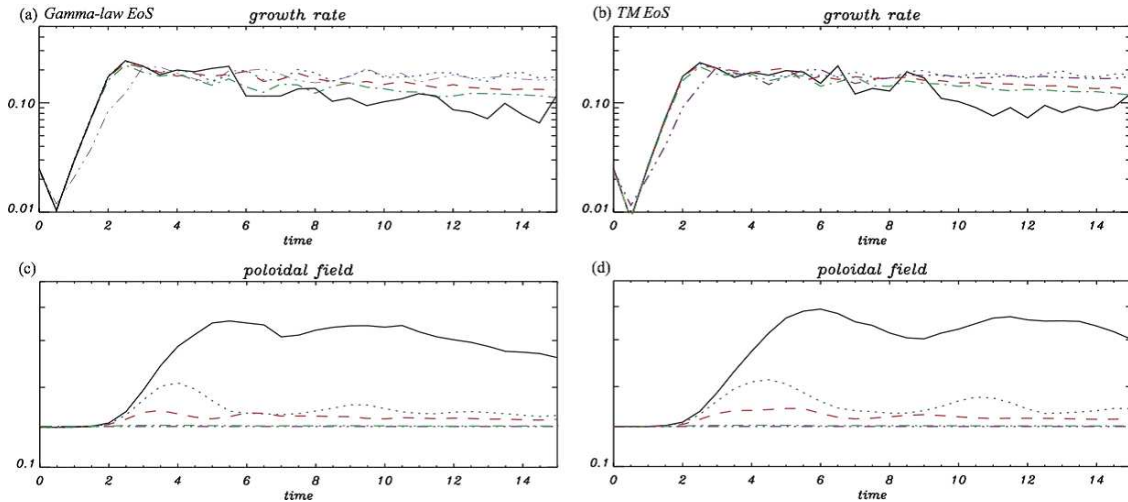 (a) Gamma-law EoS growth rate
0.10
0.01
0 2 4 6 8 10 12 14
time
(b) TM EoS growth rate
0.10
0.01
0 2 4 6 8 10 12 14
time
(c) poloidal field
0.1
0 2 4 6 8 10 12 14
time
(d) poloidal field
0.1
0 2 4 6 8 10 12 14
time